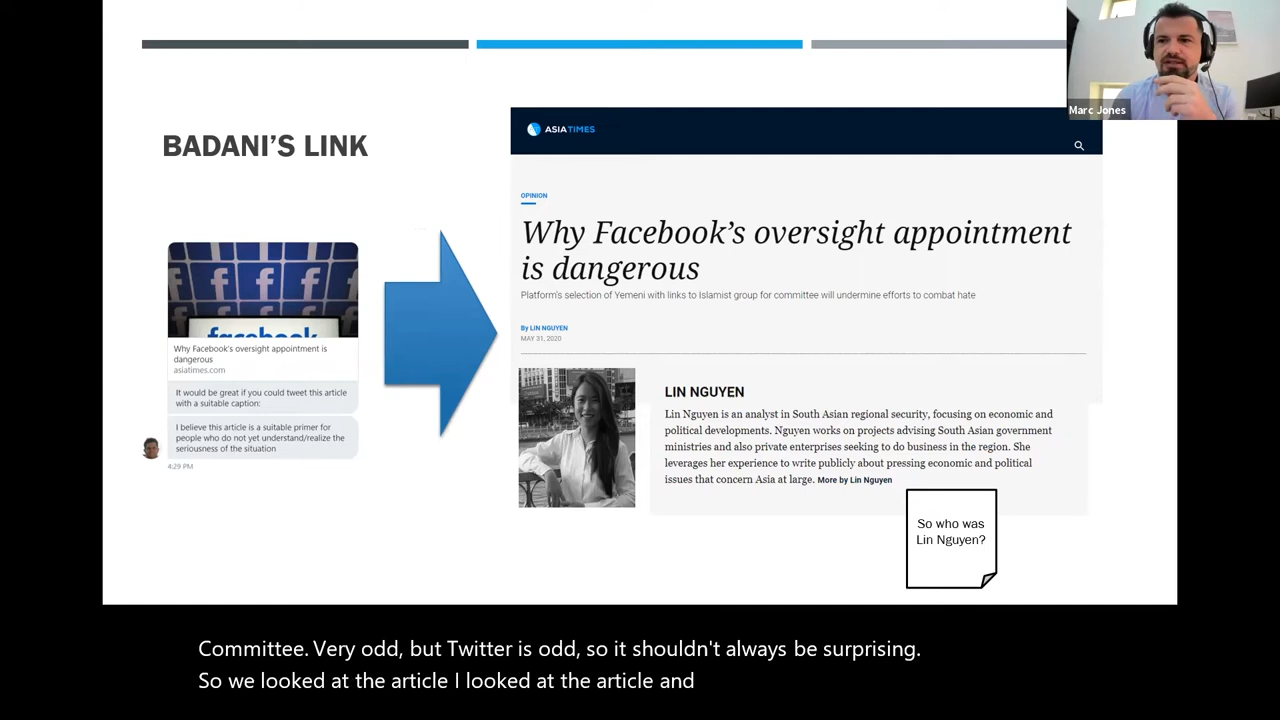 Marc Jones
BADANI'S LINK
facebook
Why Facebook's oversight appointment is
dangerous
asiatimes.com
It would be great if you could tweet this article
with a suitable caption:
I believe this article is a suitable primer for
people who do not yet understand/realize the
seriousness of the situation
4:29 PM
ASIATIMES
OPINION
Why Facebook's oversight appointment
is dangerous
Platform's selection of Yemeni with links to Islamist group for committee will undermine efforts to combat hate
By LIN NGUYEN
MAY 31, 2020
LIN NGUYEN
Lin Nguyen is an analyst in South Asian regional security, focusing on economic and
political developments. Nguyen works on projects advising South Asian government
ministries and also private enterprises seeking to do business in the region. She
leverages her experience to write publicly about pressing economic and political
issues that concern Asia at large. More by Lin Nguyen
So who was
Lin Nguyen?
Committee. Very odd, but Twitter is odd, so it shouldn't always be surprising.
So we looked at the article I looked at the article and